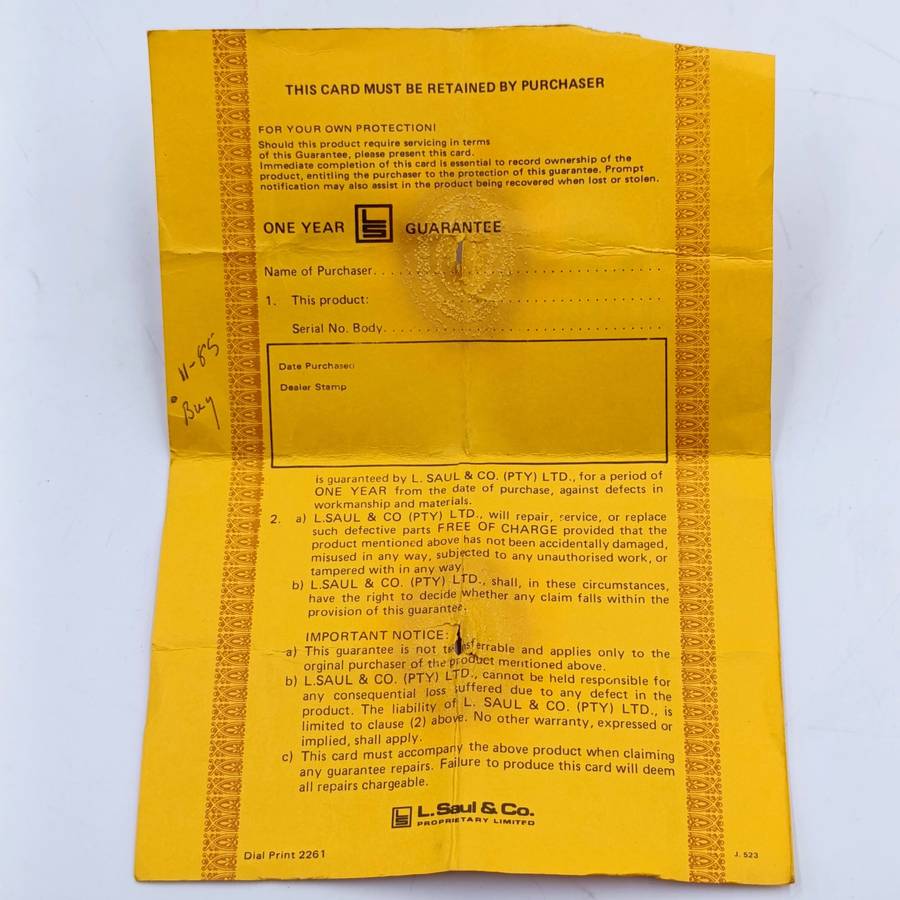 THIS CARD MUST BE RETAINED BY PURCHASER
FOR YOUR OWN PROTECTION!
Should this product require servicing in terms
of this Guarantee, please present this card.
Immediate completion of this card is essential to record ownership of the
product, entitling the purchaser to the protection of this guarantee. Prompt
notification may also assist in the product being recovered when lost or stolen.
ONE YEAR LS GUARANTEE
Name of Purchaser.
1. This product:
Serial No. Body.
11-85
Buy
Date Purchased
Dealer Stamp
is guaranteed by L. SAUL & CO. (PTY) LTD., for a period of
ONE YEAR from the date of purchase, against defects in
workmanship and materials.
2. a) L.SAUL & CO (PTY) LTD., will repair, service, or replace
such defective parts FREE OF CHARGE provided that the
product mentioned above has not been accidentally damaged,
misused in any way, subjected to any unauthorised work, or
tampered with in any way.
b) L.SAUL & CO. (PTY) LTD., shall, in these circumstances,
have the right to decide whether any claim falls within the
provision of this guarantee.
IMPORTANT NOTICE:
a) This guarantee is not transferrable and applies only to the
orginal purchaser of the product mentioned above.
b) L.SAUL & CO. (PTY) LTD., cannot be held responsible for
any consequential loss suffered due to any defect in the
product. The liability of L. SAUL & CO. (PTY) LTD., is
limited to clause (2) above. No other warranty, expressed or
implied, shall apply.
c) This card must accompany the above product when claiming
any guarantee repairs. Failure to produce this card will deem
all repairs chargeable.
LS L. Saul & Co.
PROPRIETARY LIMITED
Dial Print 2261
J. 523